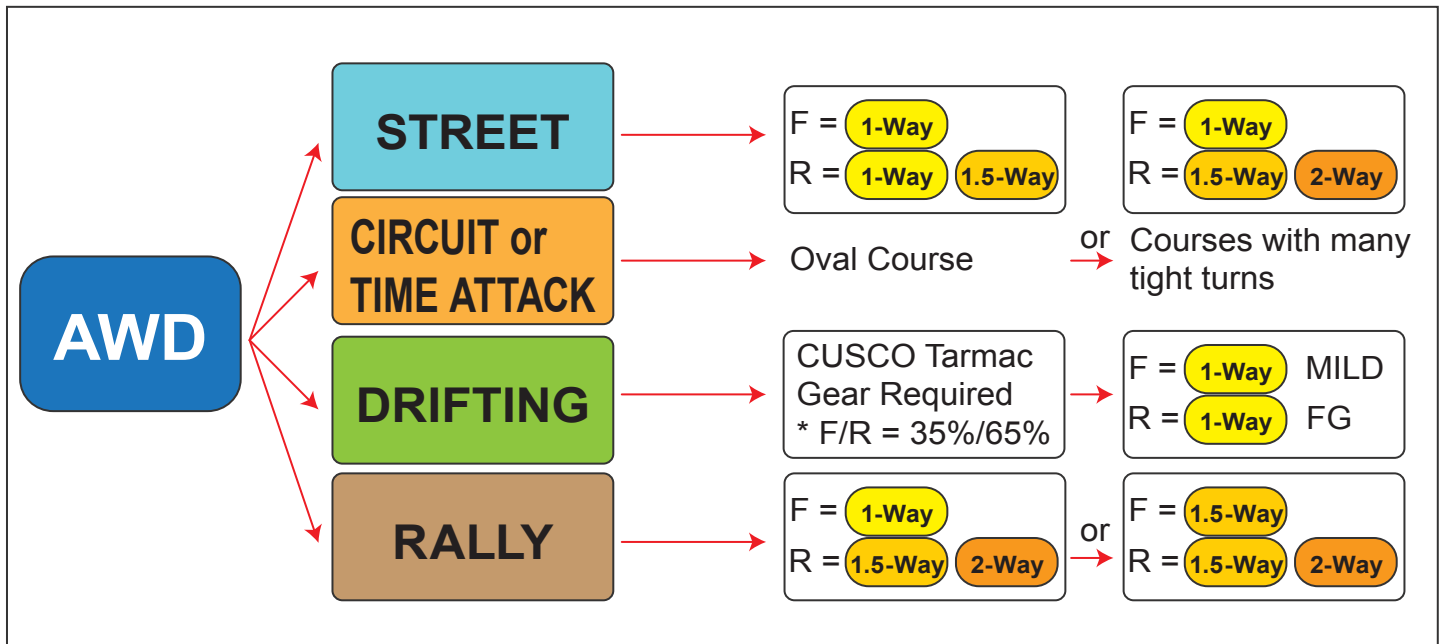 AWD
STREET
F = 1-Way
R = 1-Way 1.5-Way
F = 1-Way
R = 1.5-Way 2-Way
CIRCUIT or
TIME ATTACK
Oval Course
or
Courses with many
tight turns
DRIFTING
CUSCO Tarmac
Gear Required
* F/R = 35%/65%
F = 1-Way MILD
R = 1-Way FG
RALLY
F = 1-Way
R = 1.5-Way 2-Way
or
F = 1.5-Way
R = 1.5-Way 2-Way